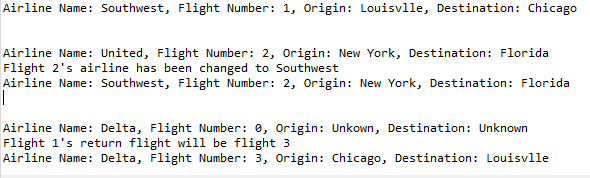 Airline Name: Southwest, Flight Number: 1, Origin: Louisvlle, Destination: Chicago
Airline Name: United, Flight Number: 2, Origin: New York, Destination: Florida
Flight 2's airline has been changed to Southwest
Airline Name: Southwest, Flight Number: 2, Origin: New York, Destination: Florida
Airline Name: Delta, Flight Number: 0, Origin: Unkown, Destination: Unknown
Flight 1's return flight will be flight 3
Airline Name: Delta, Flight Number: 3, Origin: Chicago, Destination: Louisvlle